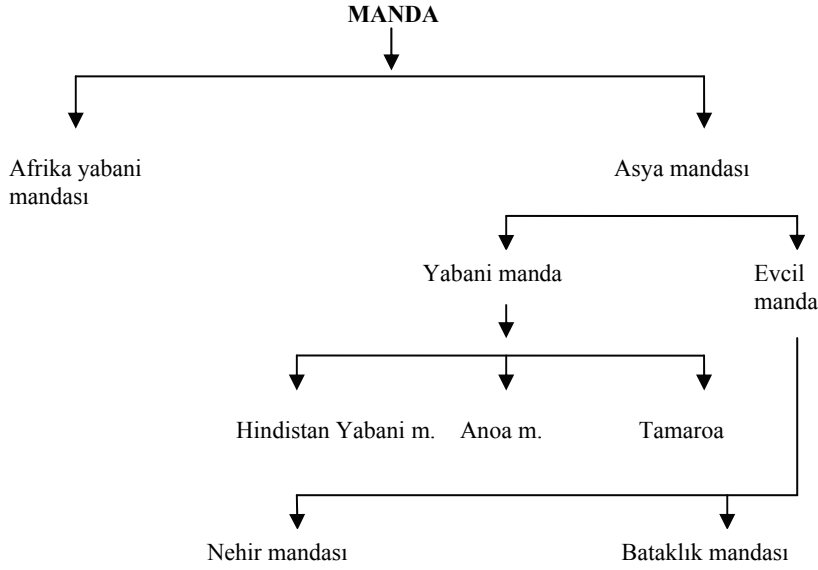 MANDA
Afrika yabani
mandası
Asya mandası
Yabani manda
Evcil
manda
Hindistan Yabani m. Anoa m. Tamaroa
Nehir mandası Bataklık mandası